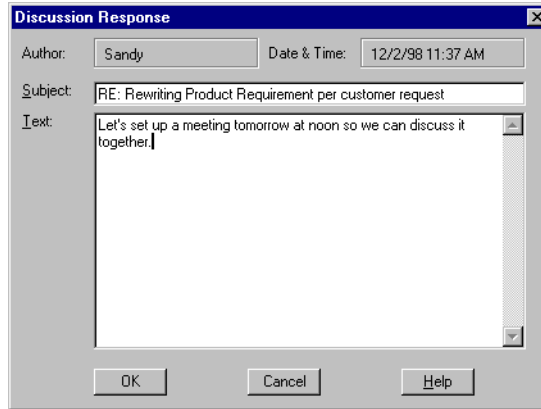 Discussion Response
Author: Sandy Date & Time: 12/2/98 11:37 AM
Subject: RE: Rewriting Product Requirement per customer request
Text: Let's set up a meeting tomorrow at noon so we can discuss it
together.
OK Cancel Help